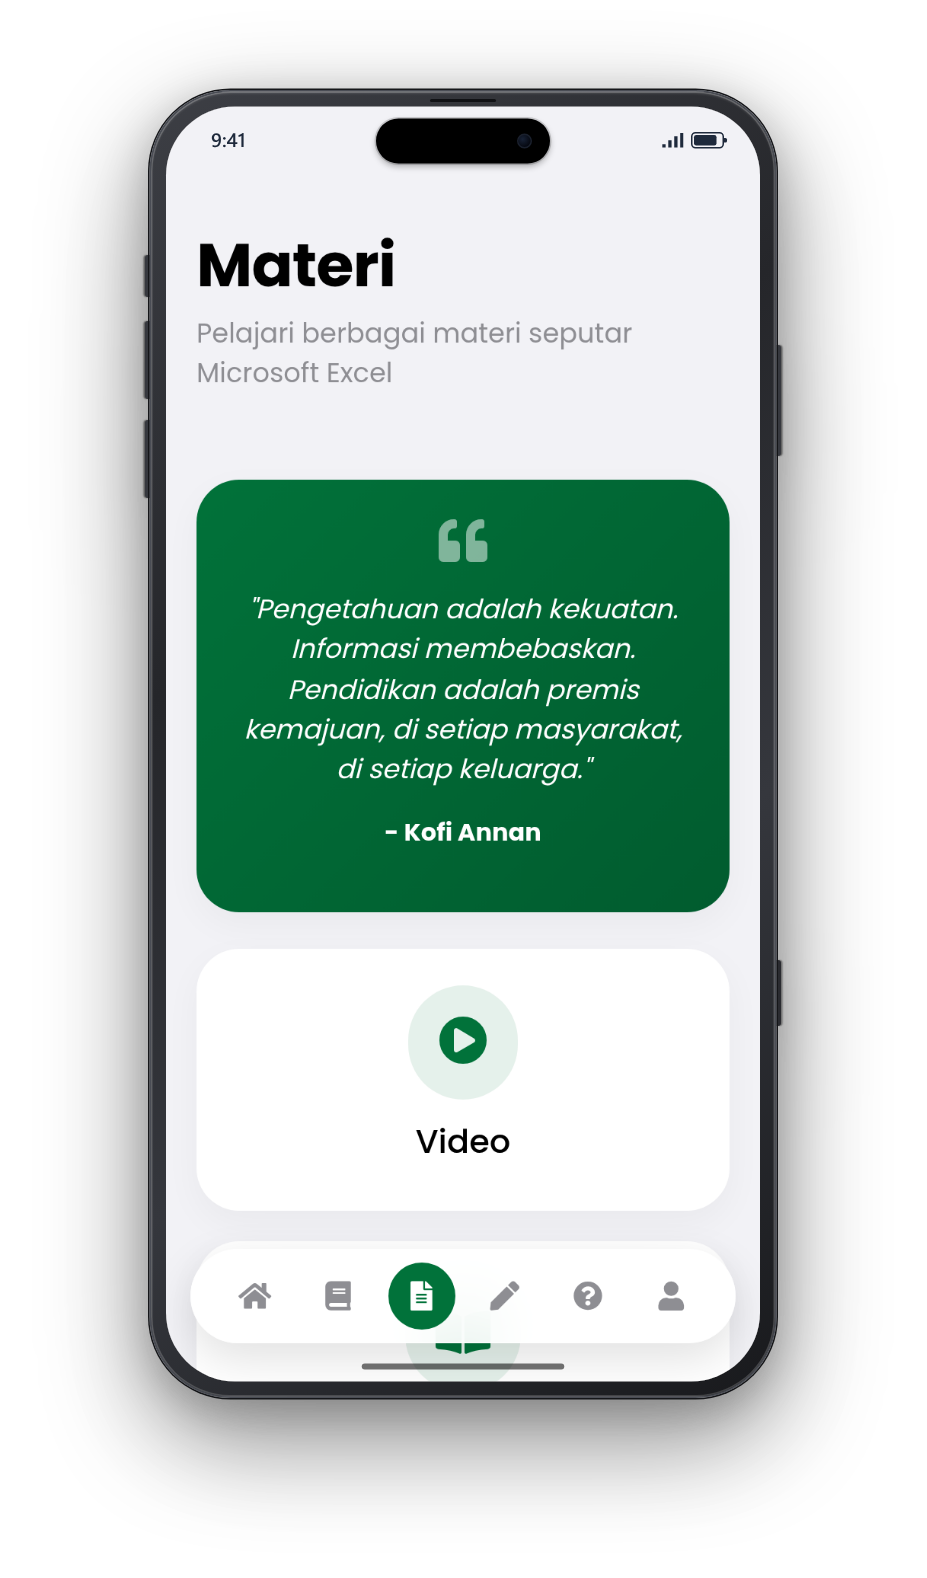 9:41
Materi
Pelajari berbagai materi seputar
Microsoft Excel
"Pengetahuan adalah kekuatan.
Informasi membebaskan.
Pendidikan adalah premis
kemajuan, di setiap masyarakat,
di setiap keluarga."
- Kofi Annan
Video